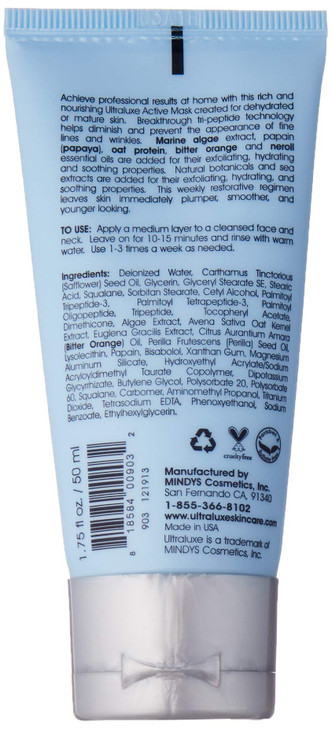 Achieve professional results at home with this rich and
nourishing Ultraluxe Active Mask created for dehydrated
or mature skin. Breakthrough tri-peptide technology
helps diminish and prevent the appearance of fine
lines and wrinkles. Marine algae extract, papain
(papaya), oat protein, bitter orange and neroli
essential oils are added for their exfoliating, hydrating
and soothing properties. Natural botanicals and sea
extracts are added for their exfoliating, hydrating, and
soothing properties. This weekly restorative regimen
leaves skin immediately plumper, smoother, and
younger looking.
TO USE: Apply a medium layer to a cleansed face and
neck. Leave on for 10-15 minutes and rinse with warm
water. Use 1-3 times a week as needed.
Ingredients: Deionized Water, Carthamus Tinctorious
(Safflower) Seed Oil, Glycerin, Glyceryl Stearate SE, Stearic
Acid, Squalane, Sorbitan Stearate, Cetyl Alcohol, Palmitoyl
Tripeptide-3, Palmitoyl Tetrapeptide-3, Palmitoyl
Oligopeptide, Tripeptide, Tocopheryl Acetate,
Dimethicone, Algae Extract, Avena Sativa Oat Kernel
Extract, Euglena Gracilis Extract, Citrus Aurantium Amara
(Bitter Orange) Oil, Perilla Frutescens (Perilla) Seed Oil,
Lysolecithin, Papain, Bisabolol, Xanthan Gum, Magnesium
Aluminum Silicate, Hydroxyethyl Acrylate/Sodium
Acryloyldimethyl Taurate Copolymer, Dipotassium
Glycyrrhizate, Butylene Glycol, Polysorbate 20, Polysorbate
60, Squalane, Carbomer, Aminomethyl Propanol, Titanium
Dioxide, Tetrasodium EDTA, Phenoxyethanol, Sodium
Benzoate, Ethylhexylglycerin.
crueltyfree
Manufactured by
MINDYS Cosmetics, Inc.
San Fernando CA, 91340
1-855-366-8102
www.ultraluxeskincare.com
Made in USA
Ultraluxe is a trademark of
MINDYS Cosmetics, Inc.
1.75 fl oz. / 50 ml
8 18584 00903 2
903 121913